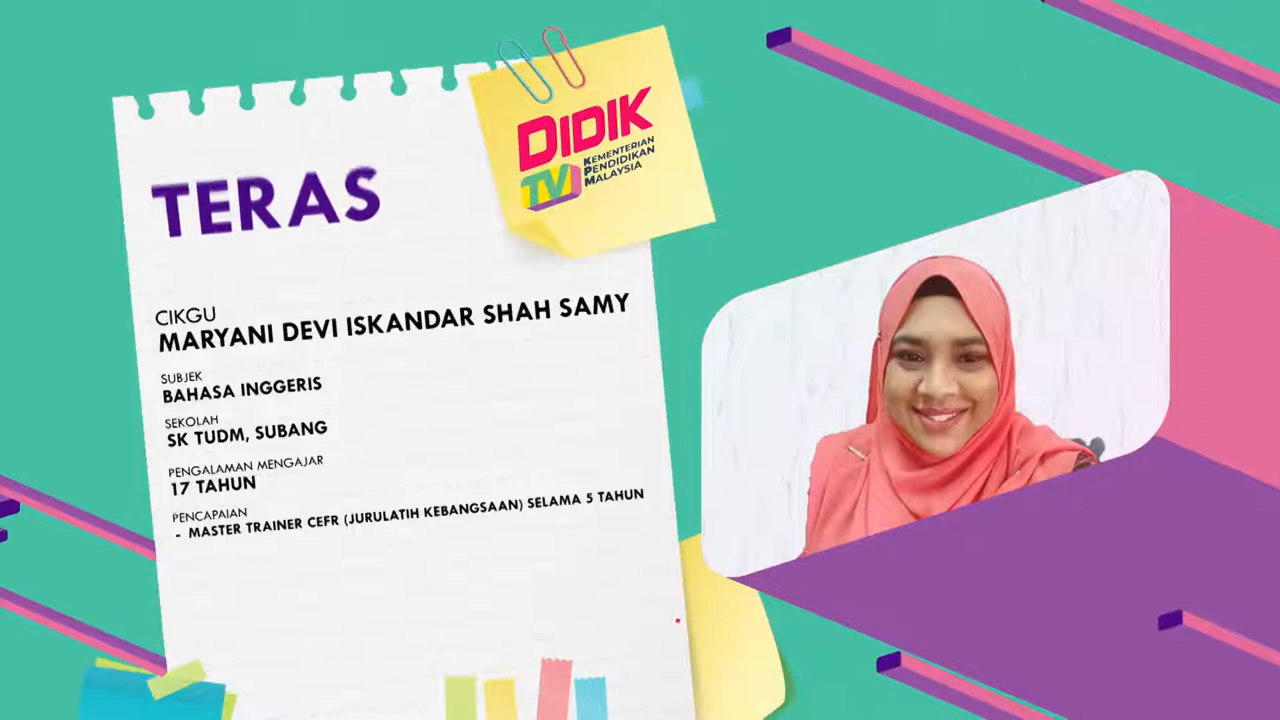 DIDIK
TV
KEMENTERIAN
PENDIDIKAN
MALAYSIA
TERAS
CIKGU
MARYANI DEVI ISKANDAR SHAH SAMY
SUBJEK
BAHASA INGGERIS
SEKOLAH
SK TUDM, SUBANG
PENGALAMAN MENGAJAR
17 TAHUN
PENCAPAIAN
- MASTER TRAINER CEFR (JURULATIH KEBANGSAAN) SELAMA 5 TAHUN